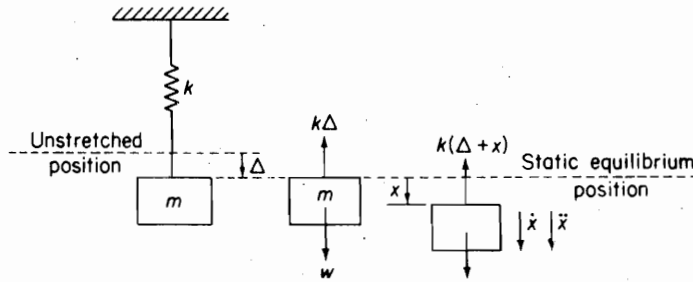 k
Unstretched
position
Δ
m
kΔ
m
w
k(Δ + x)
x
ẋ ẍ
Static equilibrium
position